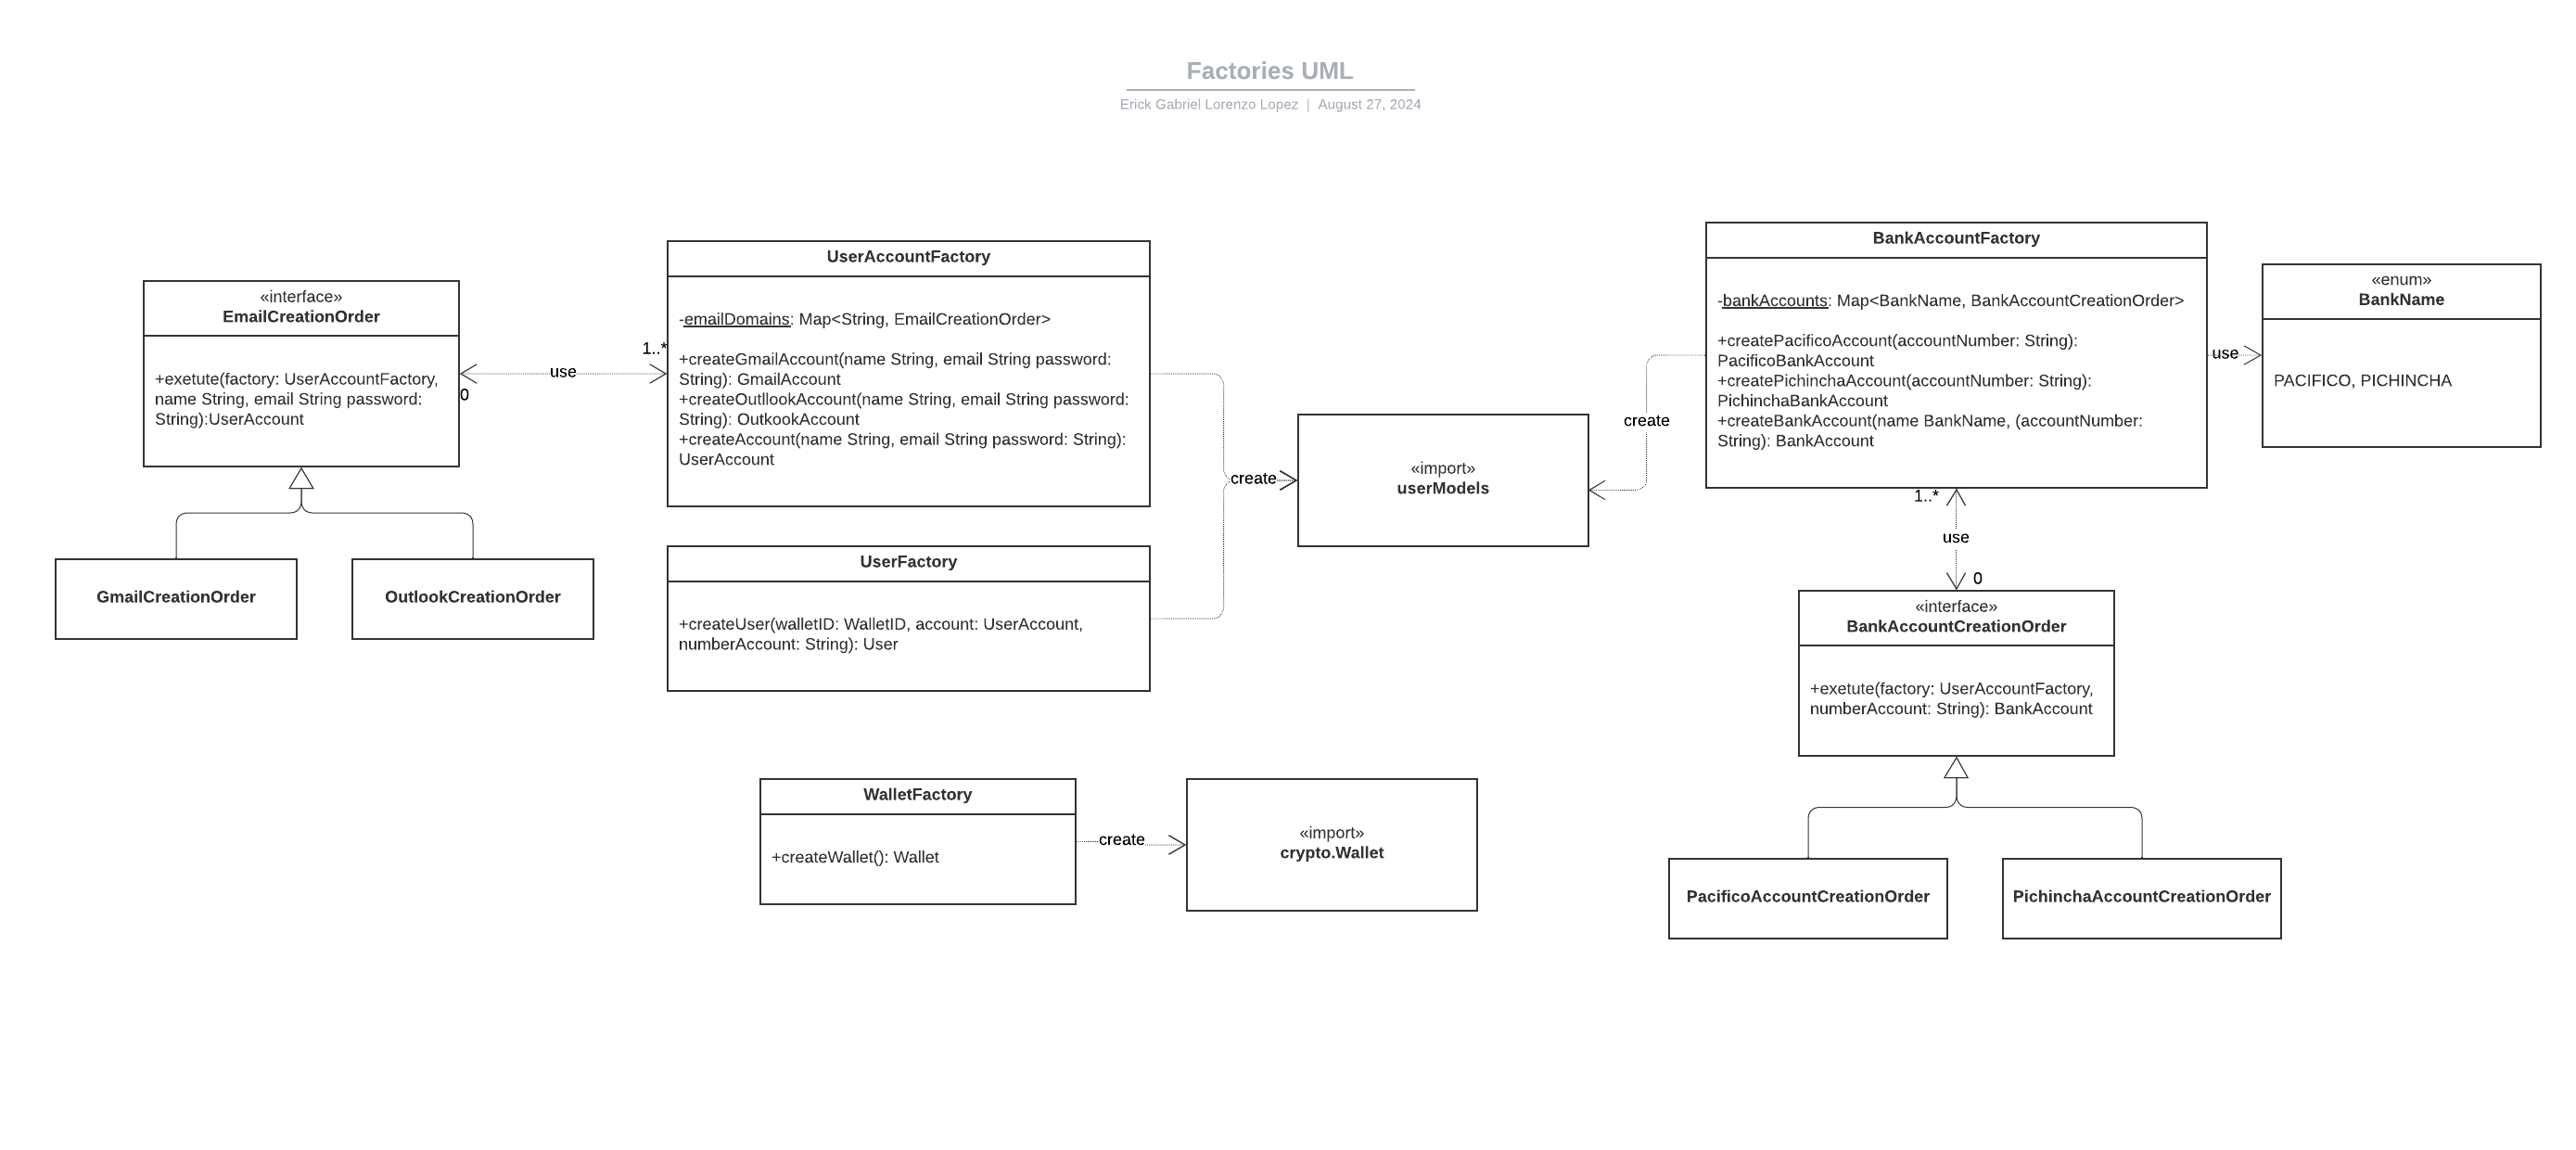 Factories UML
Erick Gabriel Lorenzo Lopez | August 27, 2024
«interface»
EmailCreationOrder
+exetute(factory: UserAccountFactory,
name String, email String password:
String):UserAccount
0
use
1..*
GmailCreationOrder
OutlookCreationOrder
UserAccountFactory
-emailDomains: Map<String, EmailCreationOrder>
+createGmailAccount(name String, email String password:
String): GmailAccount
+createOutllookAccount(name String, email String password:
String): OutkookAccount
+createAccount(name String, email String password: String):
UserAccount
UserFactory
+createUser(walletID: WalletID, account: UserAccount,
numberAccount: String): User
create
«import»
userModels
create
WalletFactory
+createWallet(): Wallet
create
«import»
crypto.Wallet
BankAccountFactory
-bankAccounts: Map<BankName, BankAccountCreationOrder>
+createPacificoAccount(accountNumber: String):
PacificoBankAccount
+createPichinchaAccount(accountNumber: String):
PichinchaBankAccount
+createBankAccount(name BankName, (accountNumber:
String): BankAccount
use
«enum»
BankName
PACIFICO, PICHINCHA
1..*
use
0
«interface»
BankAccountCreationOrder
+exetute(factory: UserAccountFactory,
numberAccount: String): BankAccount
PacificoAccountCreationOrder
PichinchaAccountCreationOrder